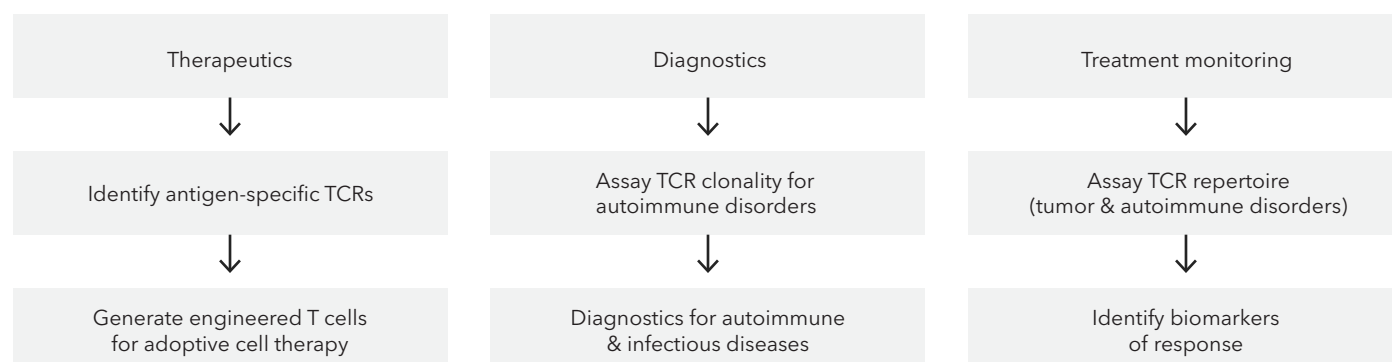 Therapeutics
Diagnostics
Treatment monitoring
Identify antigen-specific TCRs
Assay TCR clonality for
autoimmune disorders
Assay TCR repertoire
(tumor & autoimmune disorders)
Generate engineered T cells
for adoptive cell therapy
Diagnostics for autoimmune
& infectious diseases
Identify biomarkers
of response